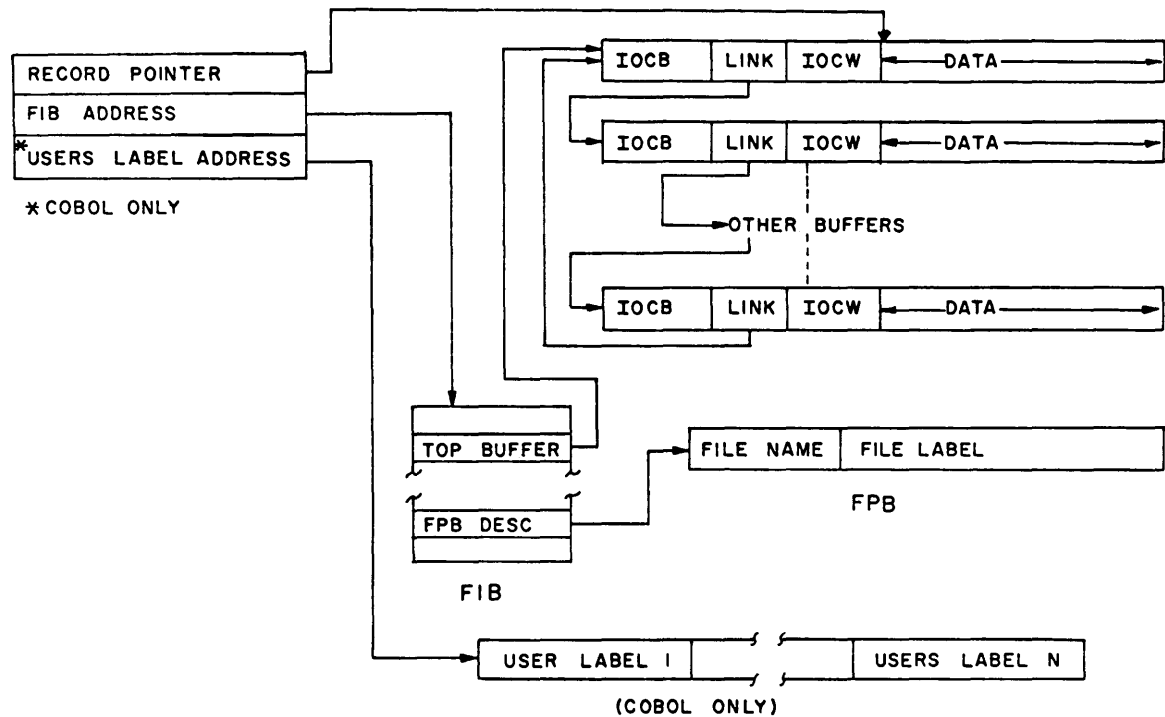 RECORD POINTER
FIB ADDRESS
*USERS LABEL ADDRESS
* COBOL ONLY
IOCB LINK IOCW DATA
IOCB LINK IOCW DATA
OTHER BUFFERS
IOCB LINK IOCW DATA
TOP BUFFER
FPB DESC
FIB
FILE NAME FILE LABEL
FPB
USER LABEL 1 USERS LABEL N
(COBOL ONLY)